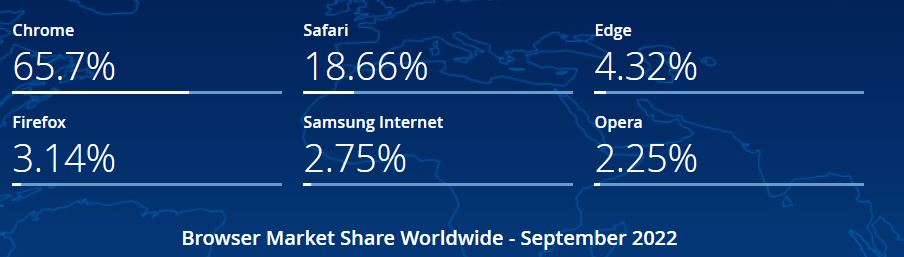 Chrome
65.7%
Safari
18.66%
Edge
4.32%
Firefox
3.14%
Samsung Internet
2.75%
Opera
2.25%
Browser Market Share Worldwide - September 2022